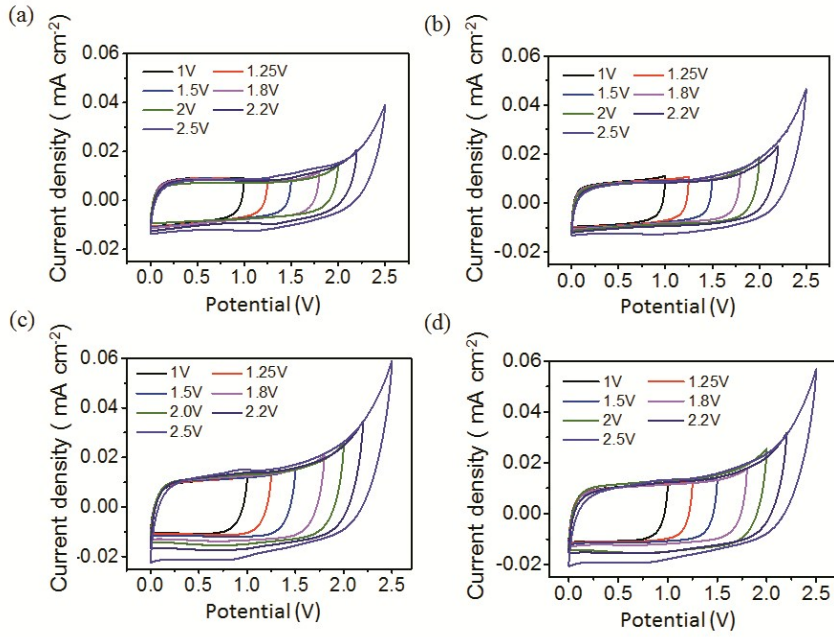 (a)
0.06
0.04
0.02
0.00
-0.02
Current density ( mA cm-2)
1V 1.25V
1.5V 1.8V
2V 2.2V
2.5V
0.0 0.5 1.0 1.5 2.0 2.5
Potential (V)
(b)
0.06
0.04
0.02
0.00
-0.02
Current density ( mA cm-2)
1V 1.25V
1.5V 1.8V
2V 2.2V
2.5V
0.0 0.5 1.0 1.5 2.0 2.5
Potential (V)
(c)
0.06
0.04
0.02
0.00
-0.02
Current density ( mA cm-2)
1V 1.25V
1.5V 1.8V
2.0V 2.2V
2.5V
0.0 0.5 1.0 1.5 2.0 2.5
Potential (V)
(d)
0.06
0.04
0.02
0.00
-0.02
Current density ( mA cm-2)
1V 1.25V
1.5V 1.8V
2V 2.2V
2.5V
0.0 0.5 1.0 1.5 2.0 2.5
Potential (V)